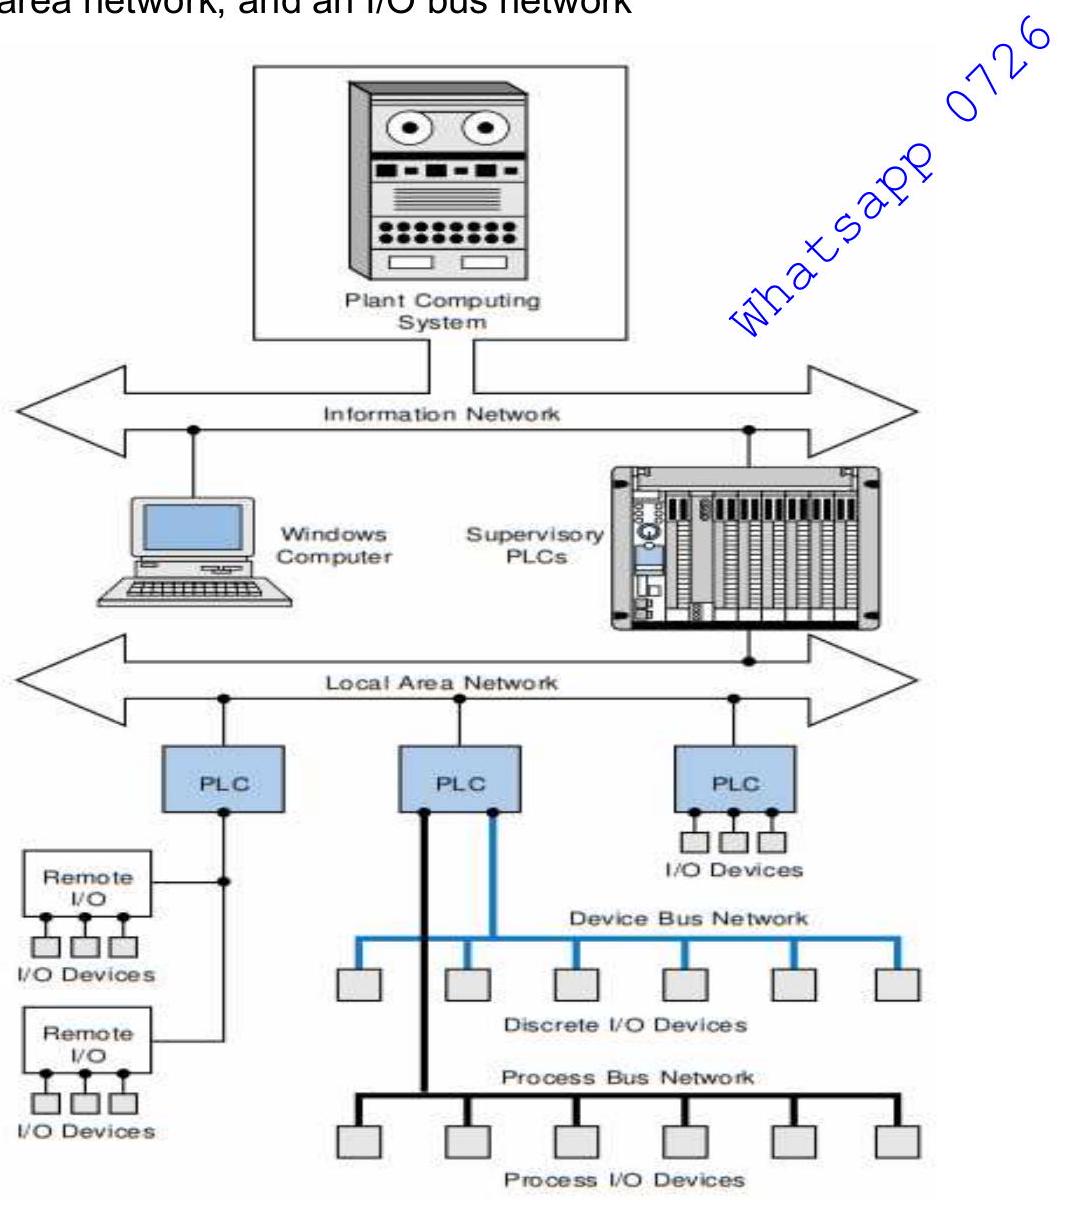 area network, and an I/O bus network
Whatsapp 0726
Plant Computing
System
Information Network
Windows
Computer
Supervisory
PLCs
Local Area Network
PLC
PLC
PLC
I/O Devices
Remote
I/O
I/O Devices
Device Bus Network
Discrete I/O Devices
Remote
I/O
I/O Devices
Process Bus Network
Process I/O Devices